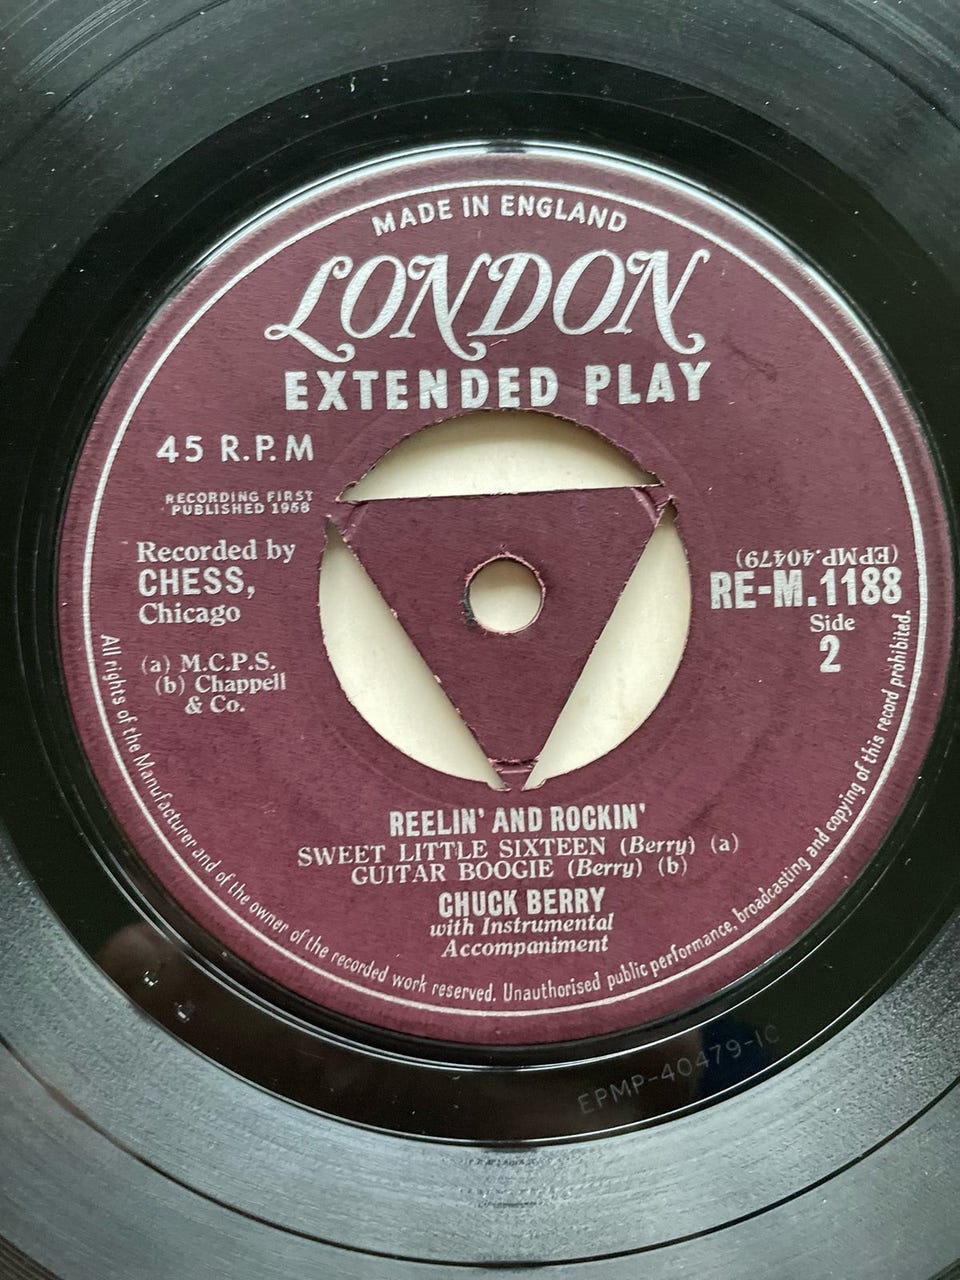 MADE IN ENGLAND
LONDON
EXTENDED PLAY
45 R.P.M
RECORDING FIRST
PUBLISHED 1958
Recorded by
CHESS,
Chicago
(a) M.C.P.S.
(b) Chappell
& Co.
(EPMP.40479)
RE-M.1188
Side
2
REELIN' AND ROCKIN'
SWEET LITTLE SIXTEEN (Berry) (a)
GUITAR BOOGIE (Berry) (b)
CHUCK BERRY
with Instrumental
Accompaniment
All rights of the Manufacturer and of the owner of the recorded work reserved. Unauthorised public performance, broadcasting and copying of this record prohibited.
EPMP-40479-1C